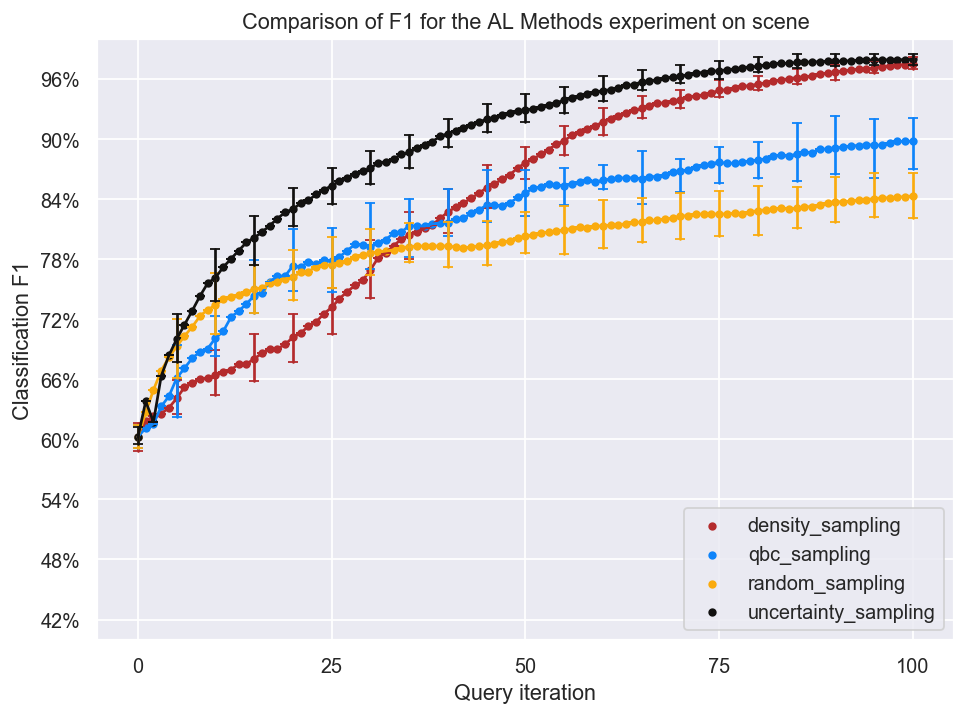 Comparison of F1 for the AL Methods experiment on scene
Classification F1
96%
90%
84%
78%
72%
66%
60%
54%
48%
42%
density_sampling
qbc_sampling
random_sampling
uncertainty_sampling
0 25 50 75 100
Query iteration